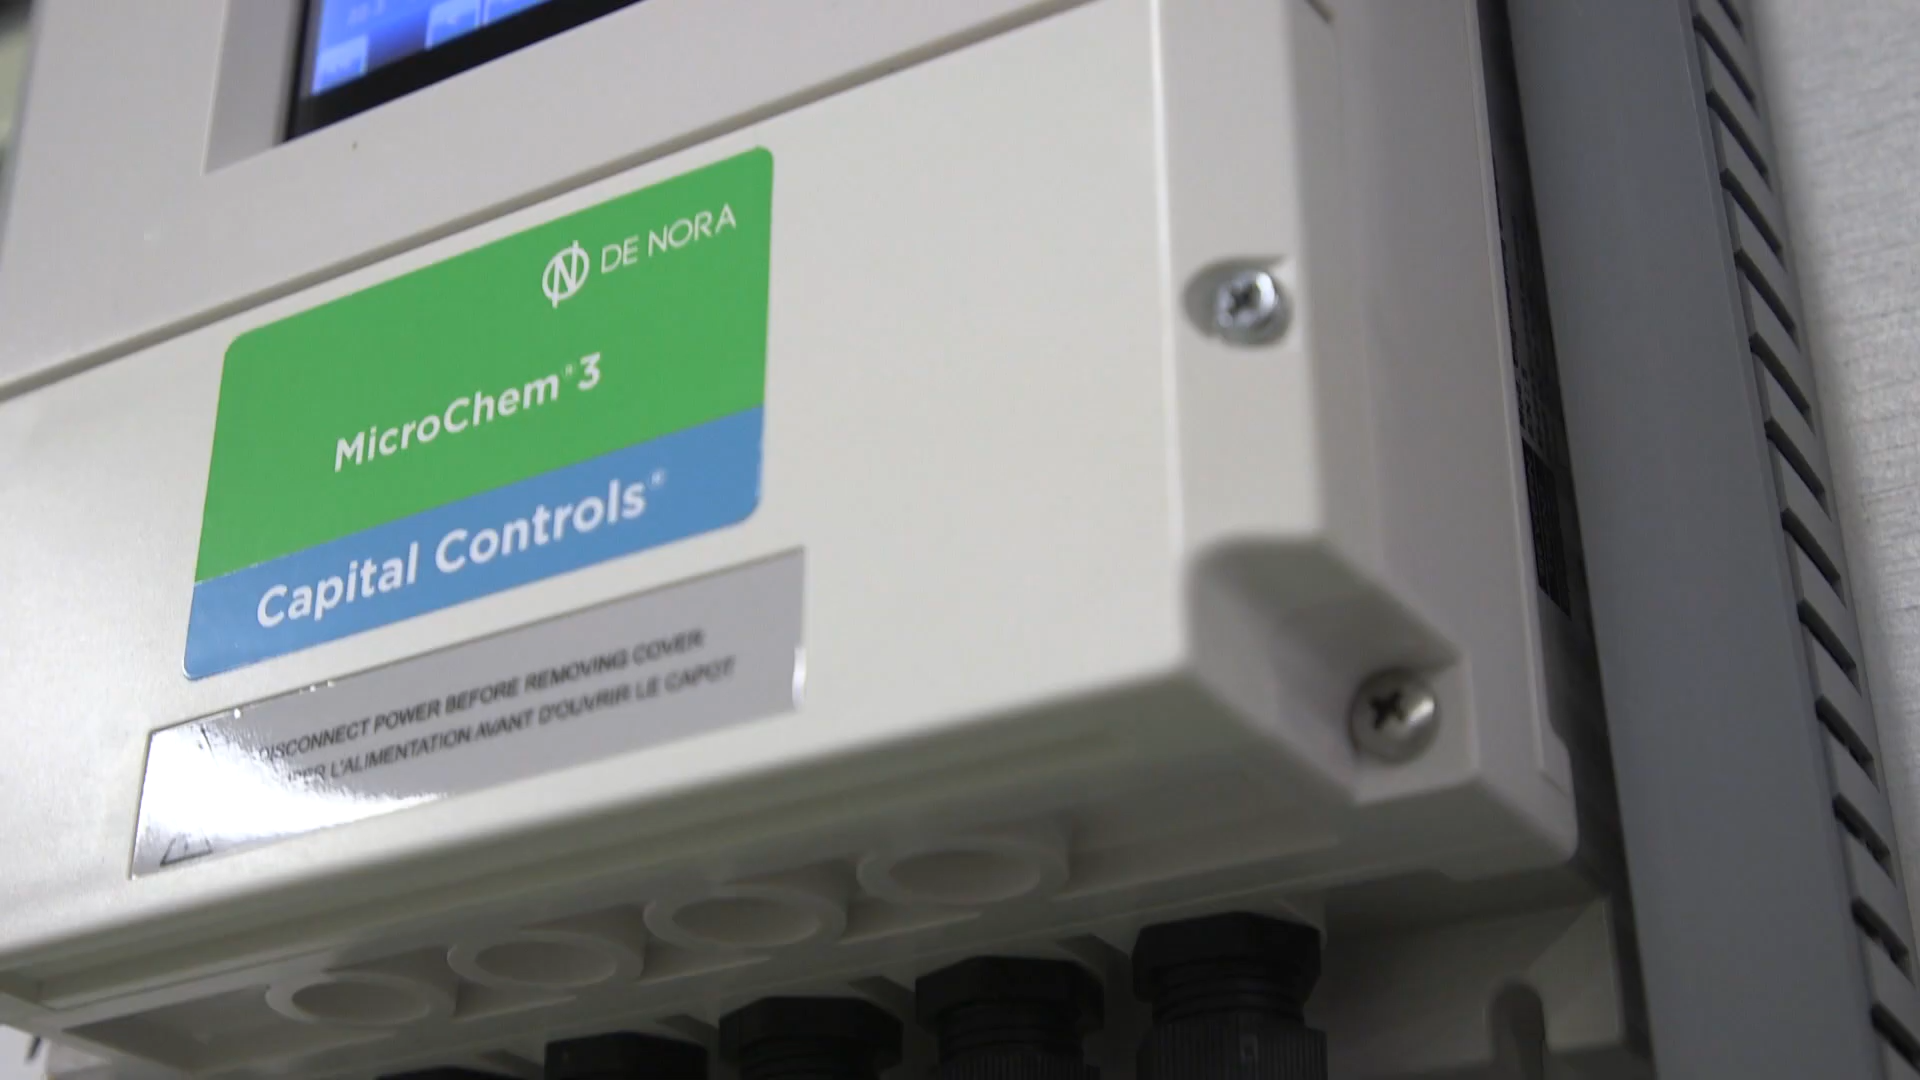 DE NORA
MicroChem® 3
Capital Controls®
DISCONNECT POWER BEFORE REMOVING COVER
L'ALIMENTATION AVANT D'OUVRIR LE CAPOT